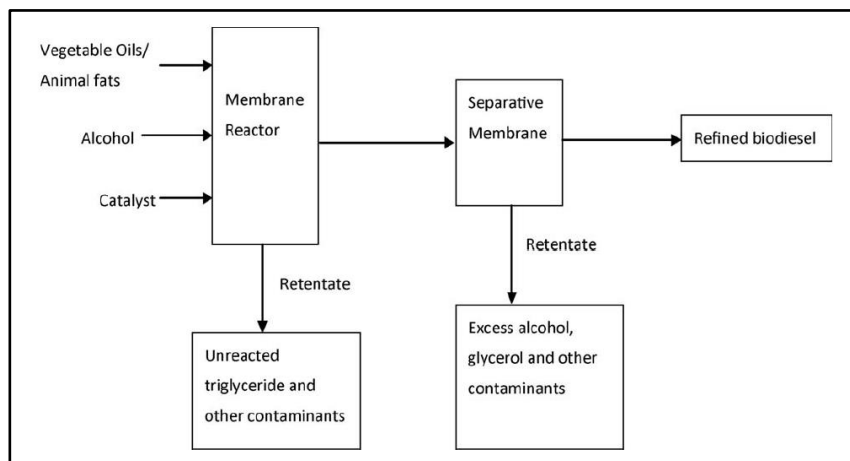 Vegetable Oils/
Animal fats
Alcohol
Catalyst
Membrane
Reactor
Separative
Membrane
Refined biodiesel
Retentate
Retentate
Unreacted
triglyceride and
other contaminants
Excess alcohol,
glycerol and other
contaminants